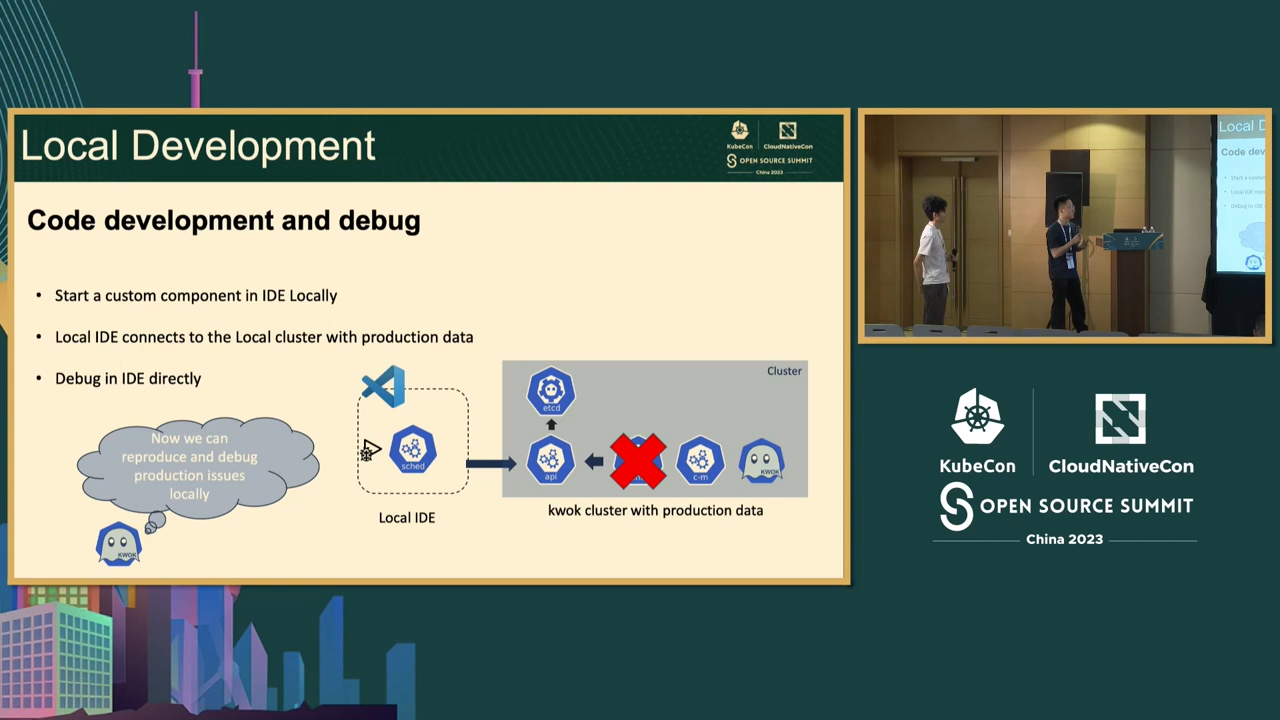 Local Development
KubeCon
CloudNativeCon
OPEN SOURCE SUMMIT
China 2023
Code development and debug
• Start a custom component in IDE Locally
• Local IDE connects to the Local cluster with production data
• Debug in IDE directly
Now we can
reproduce and debug
production issues
locally
KWOK
sched
Local IDE
Cluster
etcd
api
c-m
KWOK
kwok cluster with production data
Local D
Code dev
KubeCon
CloudNativeCon
OPEN SOURCE SUMMIT
China 2023